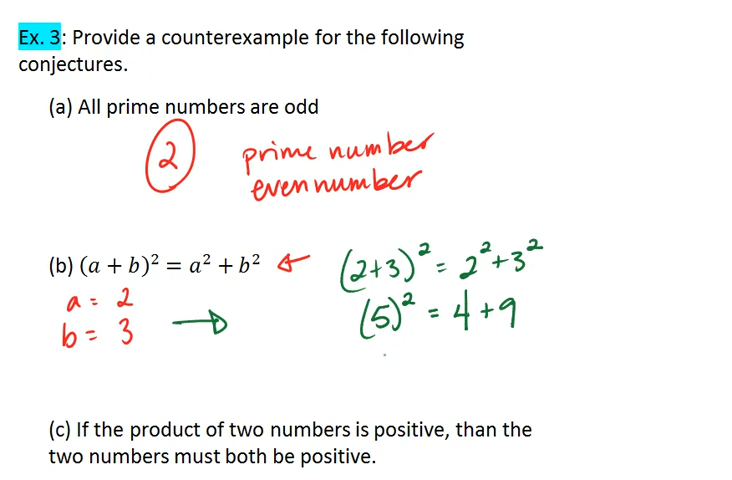 Ex. 3: Provide a counterexample for the following
conjectures.
(a) All prime numbers are odd
2 prime number
even number
(b) (a + b)² = a² + b² ← (2+3)² = 2²+3²
a = 2
b = 3 → (5)² = 4+9
(c) If the product of two numbers is positive, than the
two numbers must both be positive.